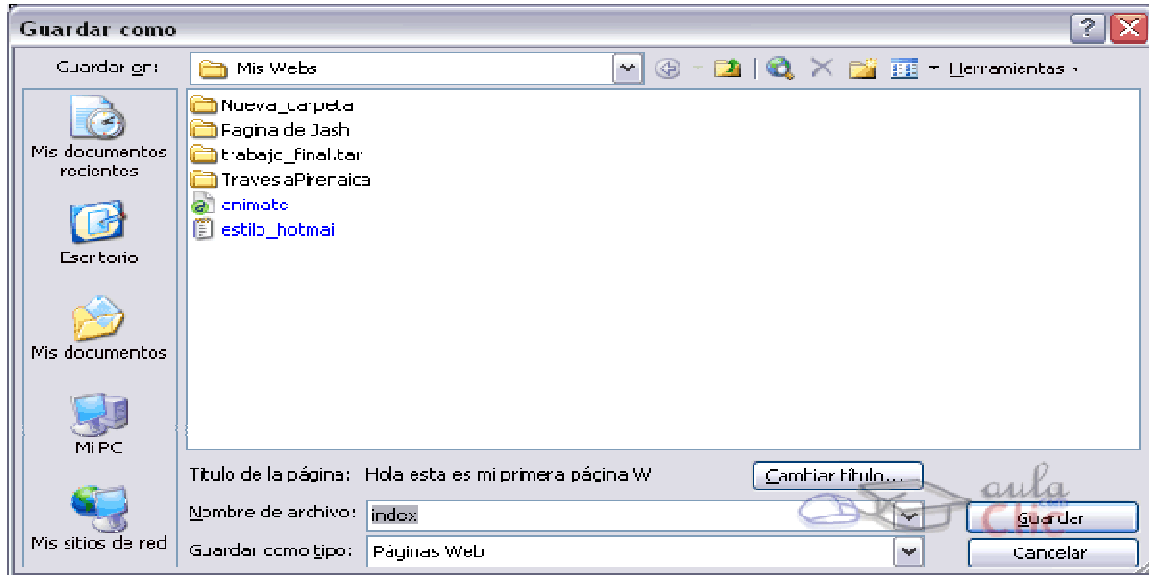 Guardar como
Guardar en:
Mis Webs
Herramientas
Mis documentos recientes
Escritorio
Mis documentos
Mi PC
Mis sitios de red
Nueva_carpeta
Pagina de Jash
trabajo_final.tar
TravesaPirenaica
animate
estilo_hotmai
Título de la página: Hola esta es mi primera página W
Cambiar título...
Nombre de archivo: index
Guardar como tipo: Páginas Web
Guardar
Cancelar
aula
Clic
.com